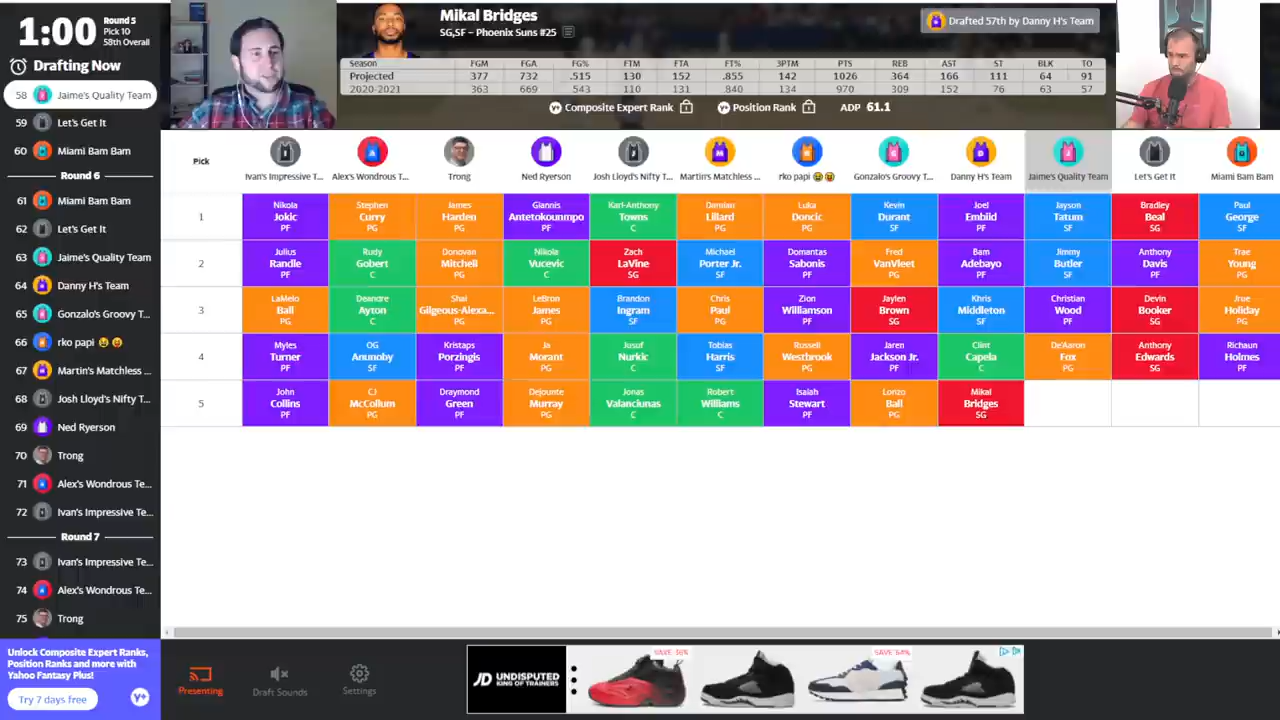 1:00
Round 5
Pick 10
58th Overall
Drafting Now
58 Jaime's Quality Team
59 Let's Get It
60 Miami Bam Bam
Round 6
61 Miami Bam Bam
62 Let's Get It
63 Jaime's Quality Team
64 Danny H's Team
65 Gonzalo's Groovy T...
66 rko papi 😭😡
67 Martin's Matchless ...
68 Josh Lloyd's Nifty T...
69 Ned Ryerson
70 Trong
71 Alex's Wondrous Te...
72 Ivan's Impressive Te...
Round 7
73 Ivan's Impressive Te...
74 Alex's Wondrous Te...
75 Trong
Unlock Composite Expert Ranks,
Position Ranks and more with
Yahoo Fantasy Plus!
Try 7 days free
Y+
Mikal Bridges
SG,SF – Phoenix Suns #25
Drafted 57th by Danny H's Team
Season FGM FGA FG% FTM FTA FT% 3PTM PTS REB AST ST BLK TO
Projected 377 732 .515 130 152 .855 142 1026 364 166 111 64 91
2020-2021 363 669 .543 110 131 .840 134 970 309 152 76 63 57
Y+ Composite Expert Rank Y+ Position Rank ADP 61.1
Pick Ivan's Impressive T... Alex's Wondrous T... Trong Ned Ryerson Josh Lloyd's Nifty T... Martin's Matchless ... rko papi 😭😡 Gonzalo's Groovy T... Danny H's Team Jaime's Quality Team Let's Get It Miami Bam Bam
1
Nikola Stephen James Giannis Karl-Anthony Damian Luka Kevin Joel Jayson Bradley Paul
Jokic Curry Harden Antetokounmpo Towns Lillard Doncic Durant Embiid Tatum Beal George
PF PG PG PF C PG PG SF PF SF SG SF
2
Julius Rudy Donovan Nikola Zach Michael Domantas Fred Bam Jimmy Anthony Trae
Randle Gobert Mitchell Vucevic LaVine Porter Jr. Sabonis VanVleet Adebayo Butler Davis Young
PF C PG C SG SF PF PG PF SF PF PG
3
LaMelo Deandre Shai LeBron Brandon Chris Zion Jaylen Khris Christian Devin Jrue
Ball Ayton Gilgeous-Alexa... James Ingram Paul Williamson Brown Middleton Wood Booker Holiday
PG C PG PG SF PG PF SG SF PF SG PG
4
Myles OG Kristaps Ja Jusuf Tobias Russell Jaren Clint De'Aaron Anthony Richaun
Turner Anunoby Porzingis Morant Nurkic Harris Westbrook Jackson Jr. Capela Fox Edwards Holmes
PF SF PF PG C SF PG PF C PG SG PF
5
John CJ Draymond Dejounte Jonas Robert Isaiah Lonzo Mikal
Collins McCollum Green Murray Valanciunas Williams Stewart Ball Bridges
PF PG PF PG C C PF PG SG
Presenting
Draft Sounds
Settings
JD UNDISPUTED
KING OF TRAINERS